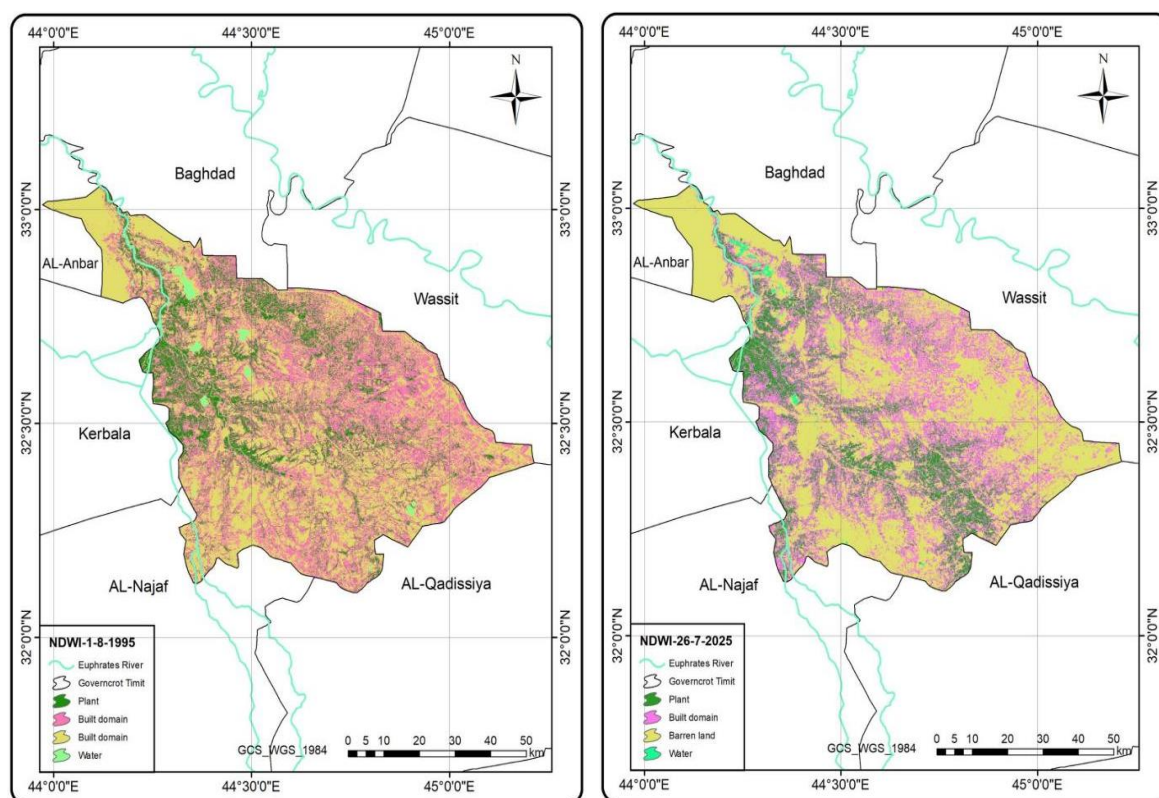 44°0'0"E
44°30'0"E
45°0'0"E
N
33°0'0"N
33°0'0"N
Baghdad
AL-Anbar
Wassit
32°30'0"N
32°30'0"N
Kerbala
AL-Najaf
AL-Qadissiya
32°0'0"N
32°0'0"N
NDWI-1-8-1995
Euphrates River
Governcrot Timit
Plant
Built domain
Built domain
Water
GCS_WGS_1984
0 5 10 20 30 40 50
km
44°0'0"E
44°30'0"E
45°0'0"E
44°0'0"E
44°30'0"E
45°0'0"E
N
33°0'0"N
33°0'0"N
Baghdad
AL-Anbar
Wassit
32°30'0"N
32°30'0"N
Kerbala
AL-Najaf
AL-Qadissiya
32°0'0"N
32°0'0"N
NDWI-26-7-2025
Euphrates River
Governcrot Timit
Plant
Built domain
Barren land
Water
GCS_WGS_1984
0 5 10 20 30 40 50
km
44°0'0"E
44°30'0"E
45°0'0"E